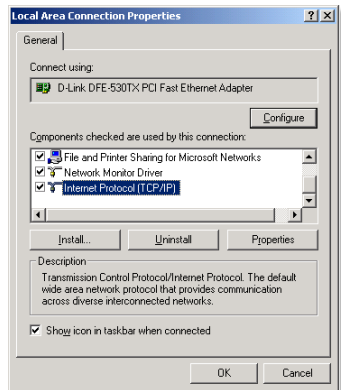 Local Area Connection Properties
General
Connect using:
D-Link DFE-530TX PCI Fast Ethernet Adapter
Configure
Components checked are used by this connection:
File and Printer Sharing for Microsoft Networks
Network Monitor Driver
Internet Protocol (TCP/IP)
Install... Uninstall Properties
Description
Transmission Control Protocol/Internet Protocol. The default
wide area network protocol that provides communication
across diverse interconnected networks.
Show icon in taskbar when connected
OK Cancel